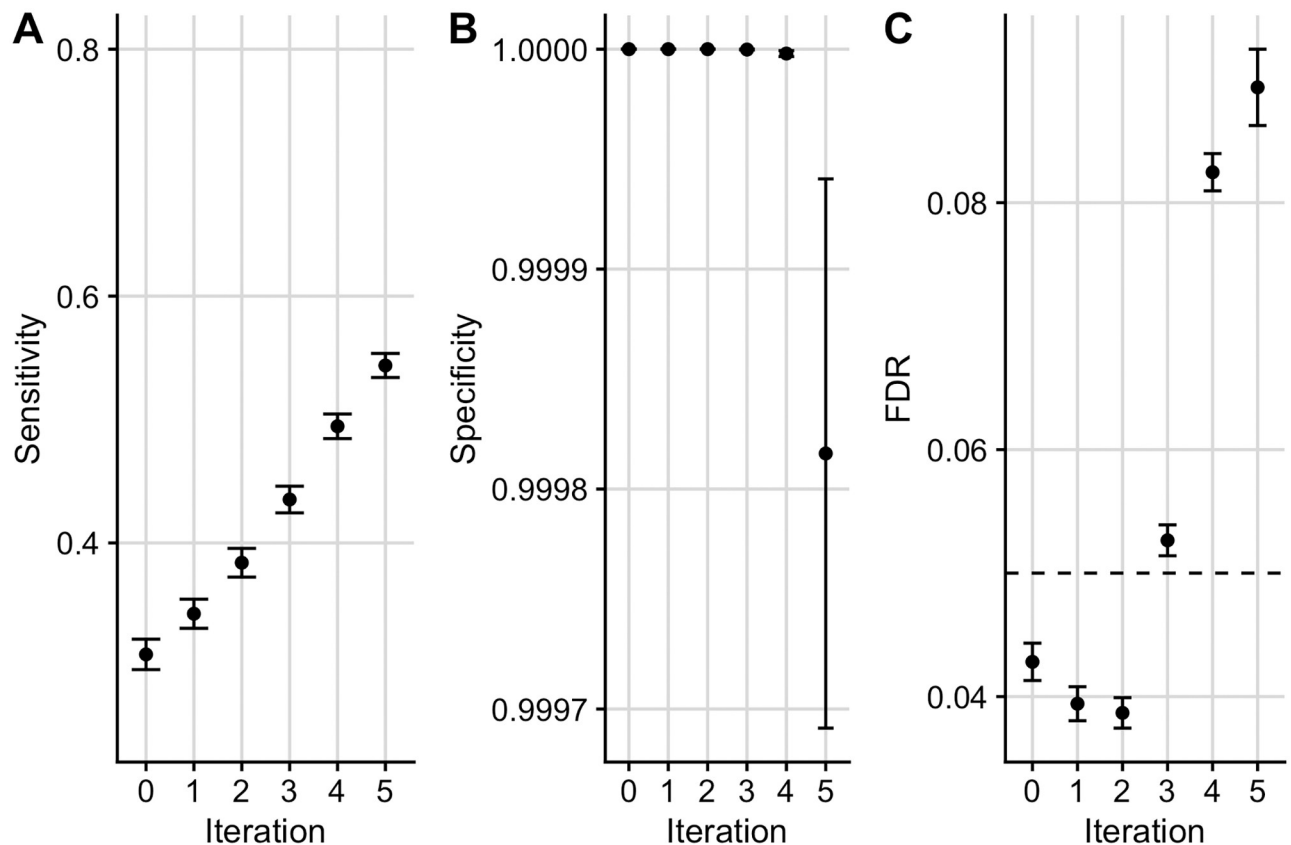 A
Sensitivity
0.8
0.6
0.4
0 1 2 3 4 5
Iteration
B
Specificity
1.0000
0.9999
0.9998
0.9997
0 1 2 3 4 5
Iteration
C
FDR
0.08
0.06
0.04
0 1 2 3 4 5
Iteration